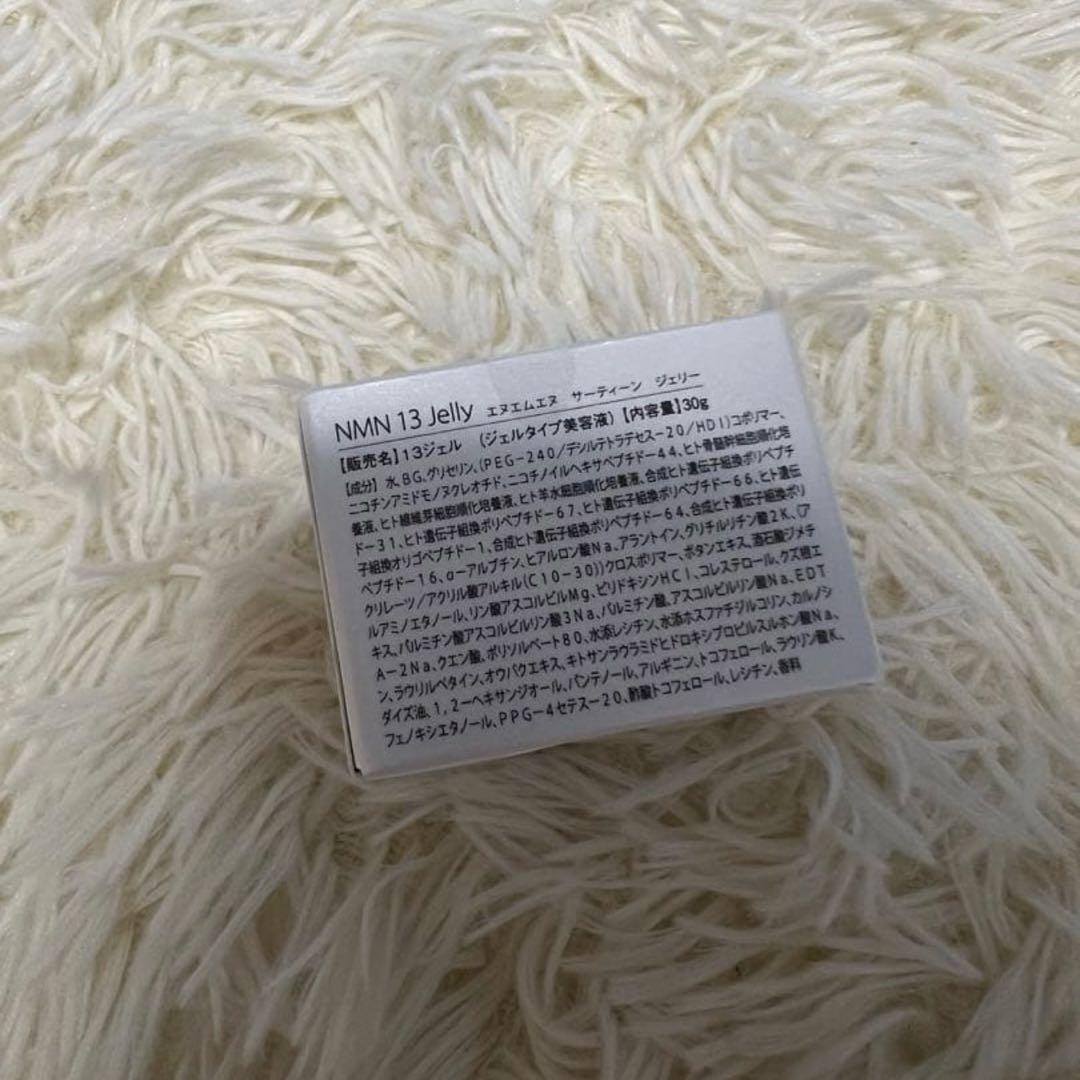 NMN 13 Jelly エヌエムエヌ サーティーン ジェリー
【販売名】13ジェル (ジェルタイプ美容液)【内容量】30g
【成分】水、BG、グリセリン、(PEG-240/デシルテトラデセス-20/HDI)コポリマー、
ニコチンアミドモノヌクレオチド、ニコチノイルヘキサペプチド-44、ヒト骨髄幹細胞順化培
養液、ヒト線維芽細胞順化培養液、ヒト羊水細胞順化培養液、合成ヒト遺伝子組換ポリペプチ
ド-31、ヒト遺伝子組換ポリペプチド-67、ヒト遺伝子組換ポリペプチド-66、ヒト遺伝
子組換オリゴペプチド-1、合成ヒト遺伝子組換ポリペプチド-64、合成ヒト遺伝子組換ポリ
ペプチド-16、α-アルブチン、ヒアルロン酸Na、アラントイン、グリチルリチン酸2K、(ア
クリレーツ/アクリル酸アルキル(C10-30))クロスポリマー、ボタンエキス、酒石酸ジメチ
ルアミノエタノール、リン酸アスコルビルMg、ピリドキシンHCl、コレステロール、クズ根エ
キス、パルミチン酸アスコルビルリン酸3Na、パルミチン酸、アスコルビルリン酸Na、EDT
A-2Na、クエン酸、ポリソルベート80、水添レシチン、水添ホスファチジルコリン、カルノシ
ン、ラウリルベタイン、オウバクエキス、キトサンラウラミドヒドロキシプロピルスルホン酸Na、
ダイズ油、1,2-ヘキサンジオール、パンテノール、アルギニン、トコフェロール、ラウリン酸K、
フェノキシエタノール、PPG-4セテス-20、酢酸トコフェロール、レシチン、香料